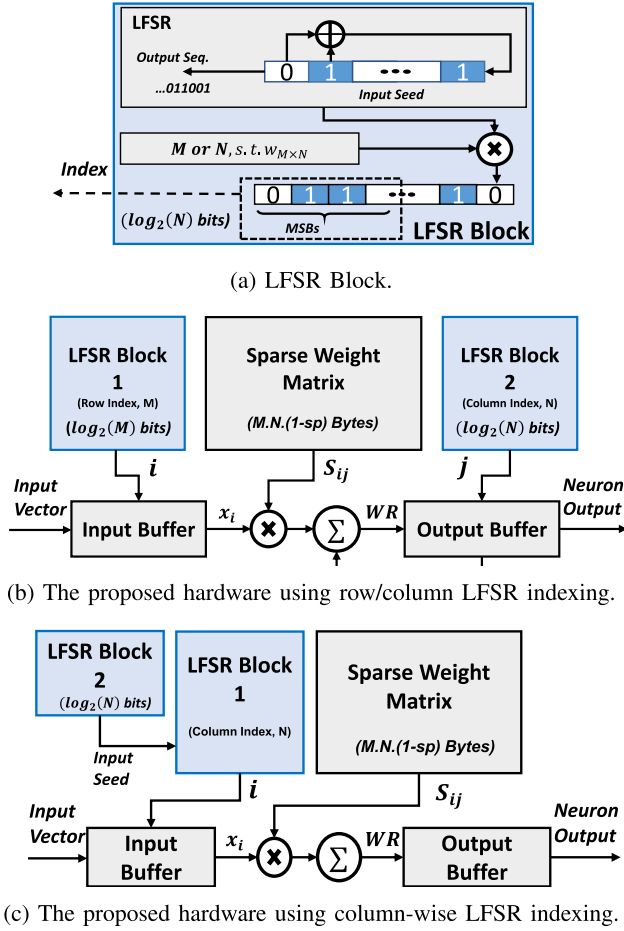 LFSR
Output Seq.
...011001
0 1 ••• 1
Input Seed
M or N, s.t. w_{M×N}
Index
(log₂(N) bits)
0 1 1 ••• 1 0
MSBs
LFSR Block
(a) LFSR Block.
LFSR Block
1
(Row Index, M)
(log₂(M) bits)
Sparse Weight
Matrix
(M.N.(1-sp) Bytes)
LFSR Block
2
(Column Index, N)
(log₂(N) bits)
i
S_{ij}
j
Input
Vector
Input Buffer
x_i
∑
WR
Output Buffer
Neuron
Output
(b) The proposed hardware using row/column LFSR indexing.
LFSR Block
2
(log₂(N) bits)
LFSR Block
1
(Column Index, N)
Sparse Weight
Matrix
(M.N.(1-sp) Bytes)
Input
Seed
i
S_{ij}
Input
Vector
Input
Buffer
x_i
∑
WR
Output
Buffer
Neuron
Output
(c) The proposed hardware using column-wise LFSR indexing.